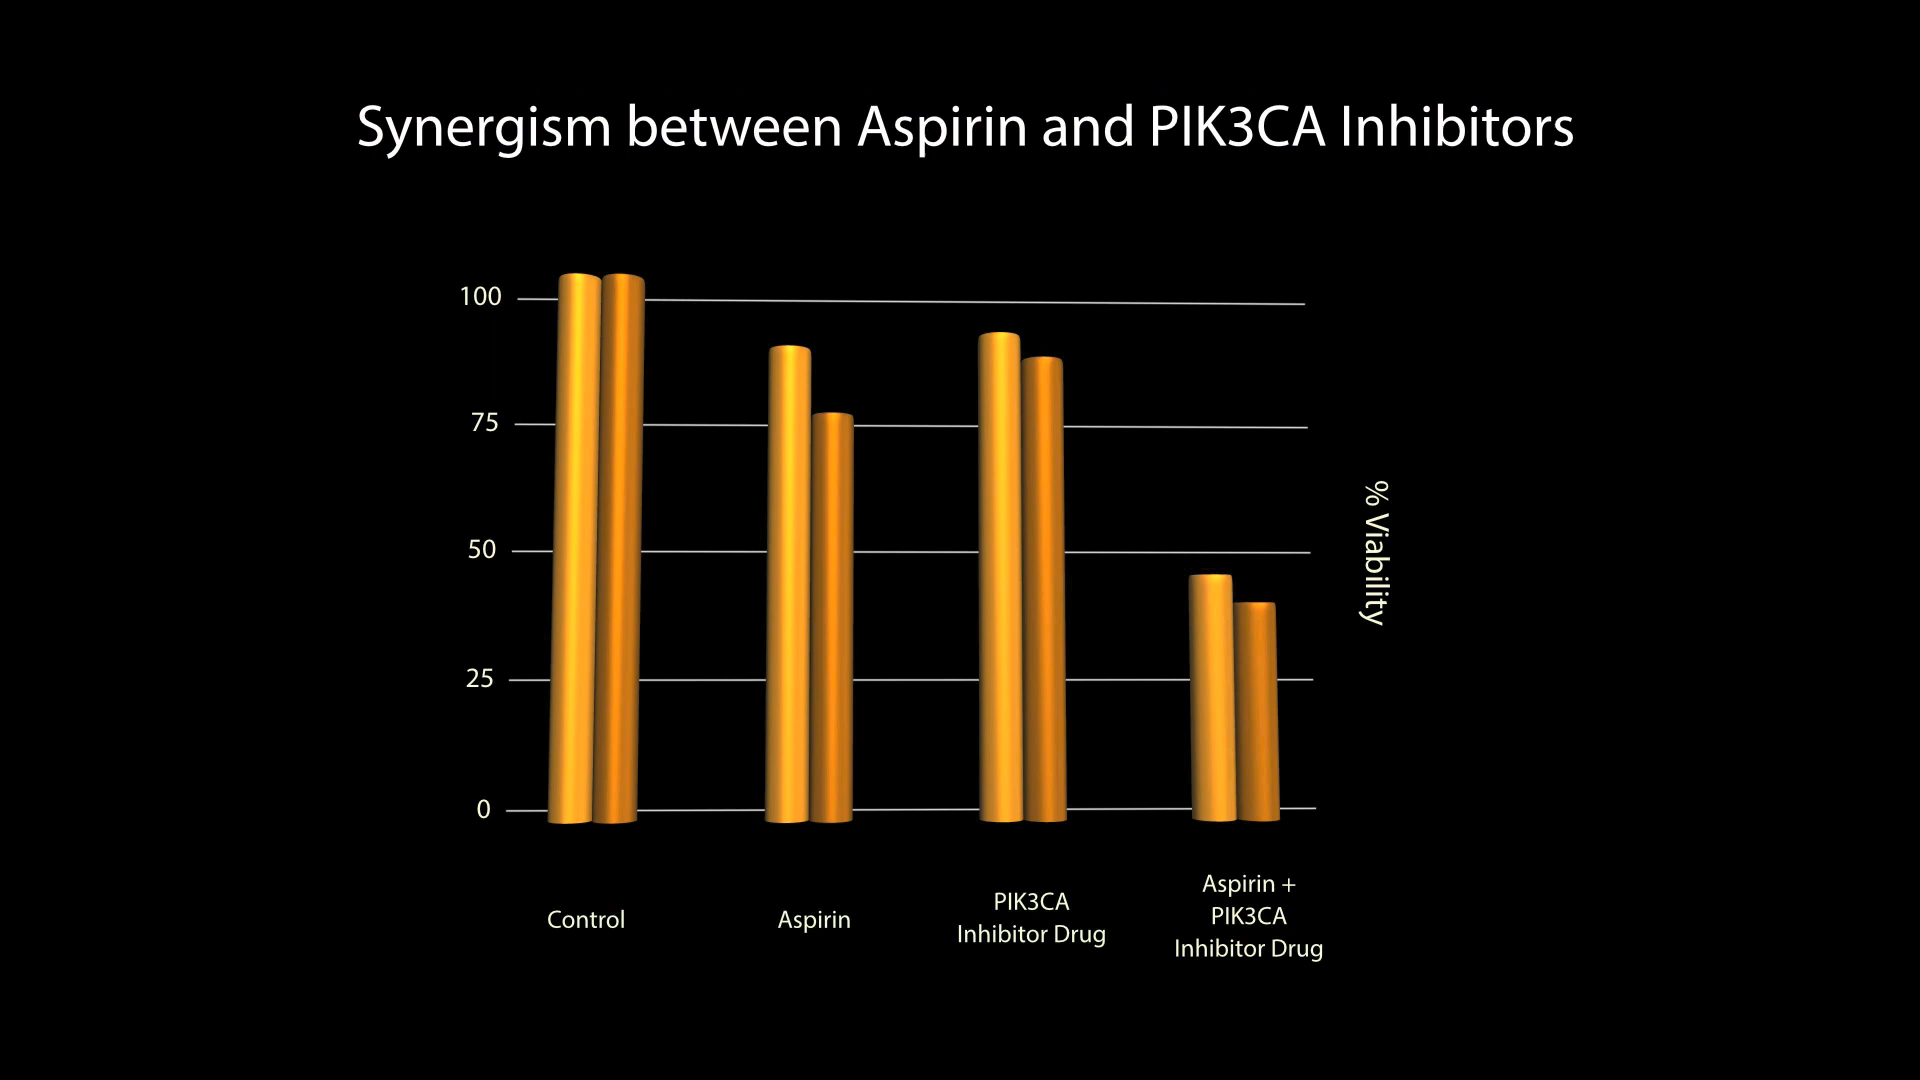 Synergism between Aspirin and PIK3CA Inhibitors
100
75
50
25
0
% Viability
Control
Aspirin
PIK3CA
Inhibitor Drug
Aspirin +
PIK3CA
Inhibitor Drug